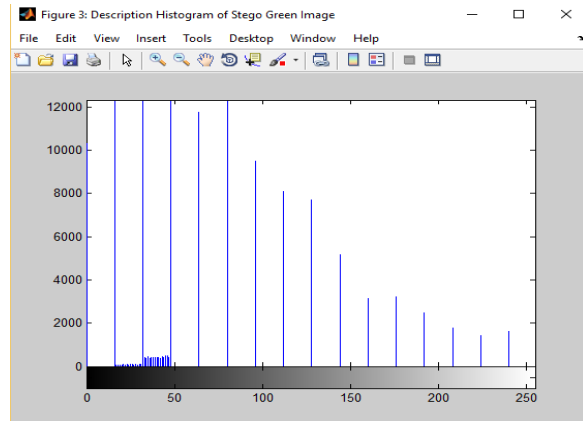 Figure 3: Description Histogram of Stego Green Image
File Edit View Insert Tools Desktop Window Help
12000
10000
8000
6000
4000
2000
0
0 50 100 150 200 250